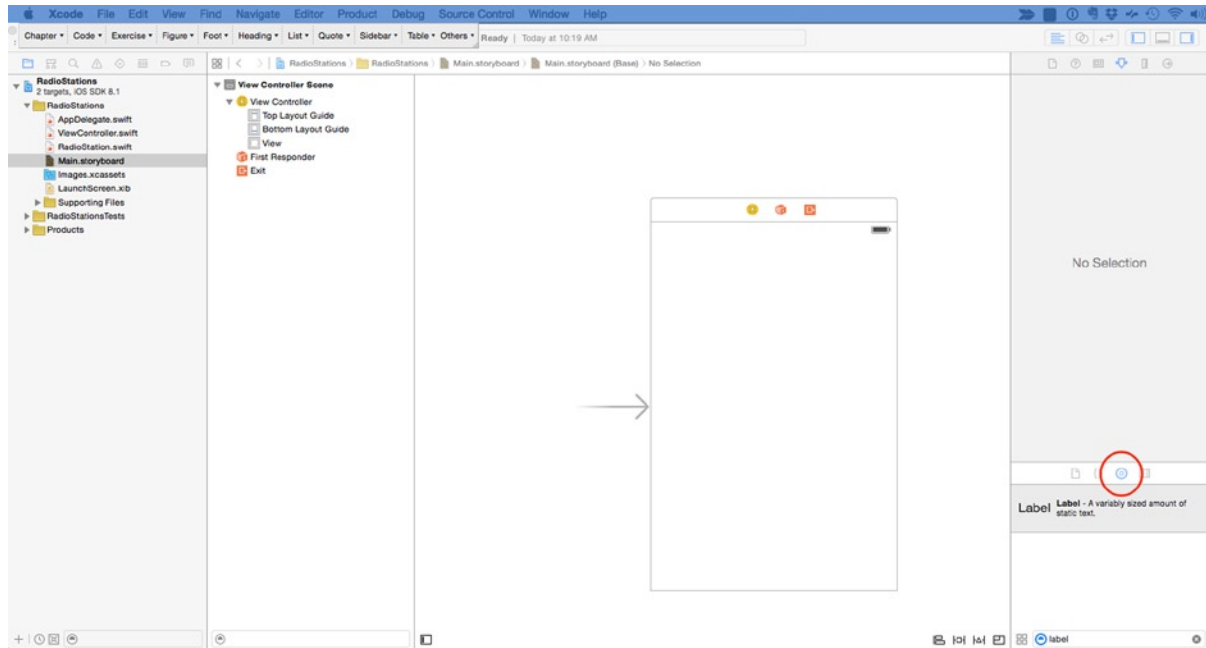 Xcode File Edit View Find Navigate Editor Product Debug Source Control Window Help
Chapter Code Exercise Figure Foot Heading List Quote Sidebar Table Others Ready | Today at 10:19 AM
RadioStations RadioStations Main.storyboard Main.storyboard (Base) No Selection
RadioStations
2 targets, iOS SDK 8.1
RadioStations
AppDelegate.swift
ViewController.swift
RadioStation.swift
Main.storyboard
Images.xcassets
LaunchScreen.xib
Supporting Files
RadioStationsTests
Products
View Controller Scene
View Controller
Top Layout Guide
Bottom Layout Guide
View
First Responder
Exit
No Selection
Label Label - A variably sized amount of
static text.
label